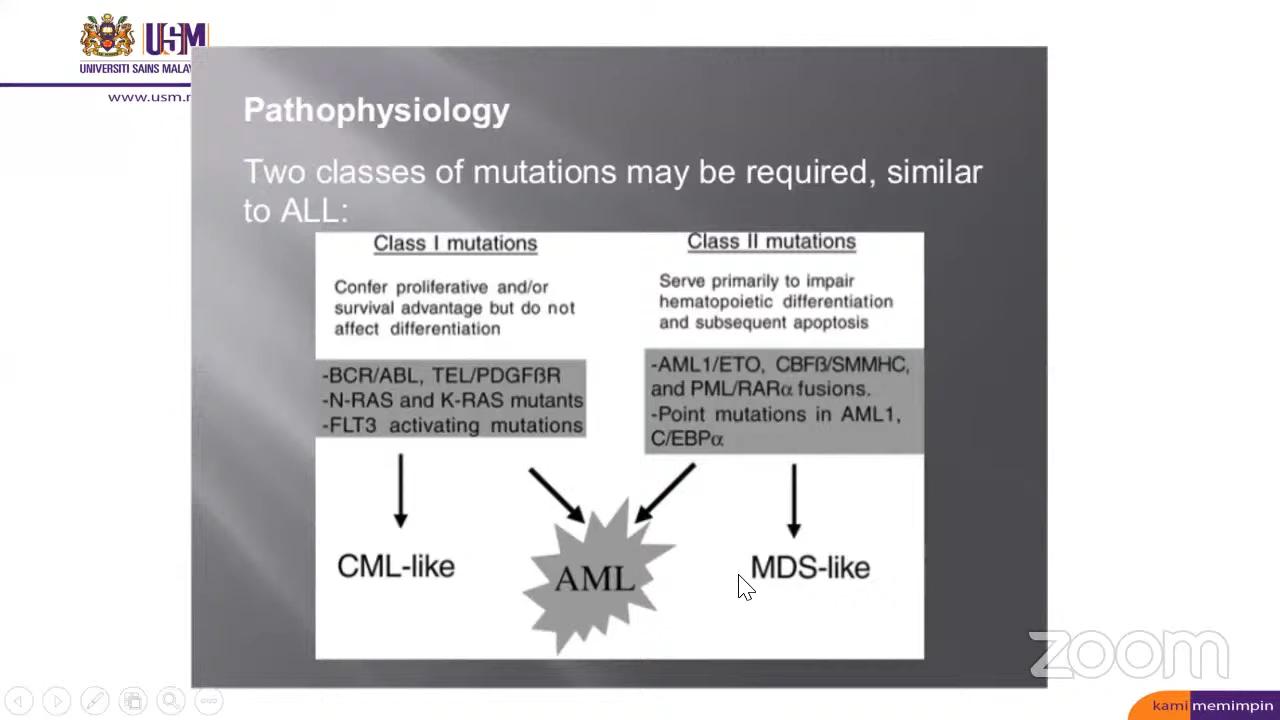 USM
UNIVERSITI SAINS MALAY
www.usm.
Pathophysiology
Two classes of mutations may be required, similar
to ALL:
Class I mutations
Confer proliferative and/or
survival advantage but do not
affect differentiation
-BCR/ABL, TEL/PDGFßR
-N-RAS and K-RAS mutants
-FLT3 activating mutations
Class II mutations
Serve primarily to impair
hematopoietic differentiation
and subsequent apoptosis
-AML1/ETO, CBFß/SMMHC,
and PML/RARα fusions.
-Point mutations in AML1,
C/EBPα
CML-like
AML
MDS-like
zoom
kami memimpin